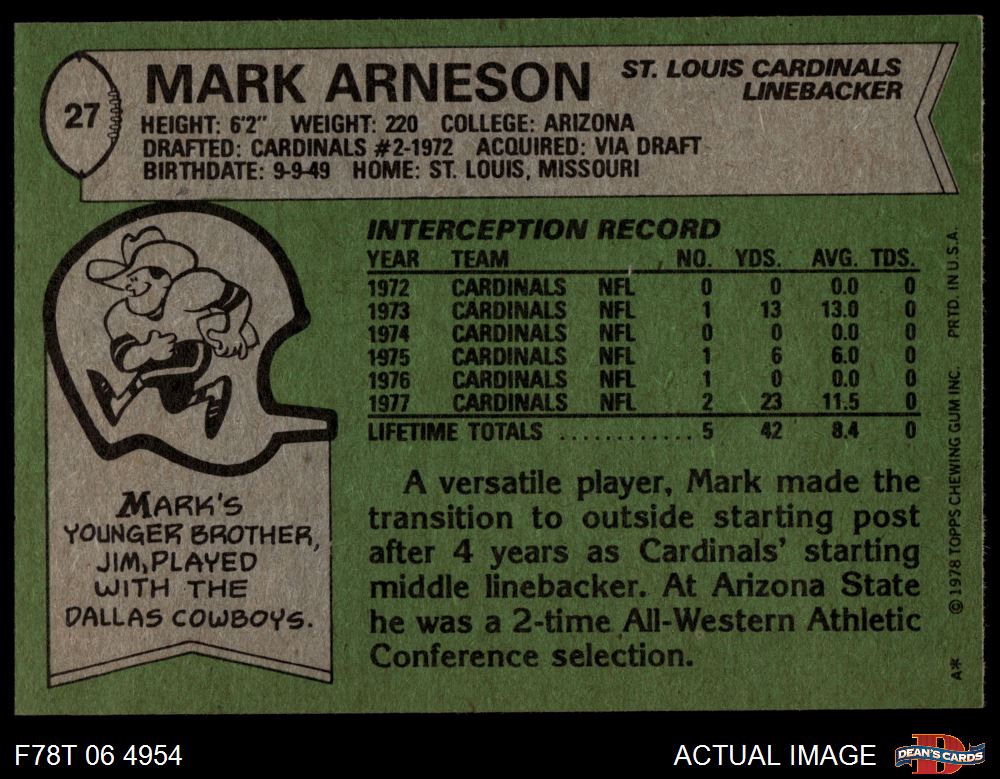 27
MARK ARNESON
ST. LOUIS CARDINALS
LINEBACKER
HEIGHT: 6'2" WEIGHT: 220 COLLEGE: ARIZONA
DRAFTED: CARDINALS #2-1972 ACQUIRED: VIA DRAFT
BIRTHDATE: 9-9-49 HOME: ST. LOUIS, MISSOURI
INTERCEPTION RECORD
YEAR TEAM NO. YDS. AVG. TDS.
1972 CARDINALS NFL 0 0 0.0 0
1973 CARDINALS NFL 1 13 13.0 0
1974 CARDINALS NFL 0 0 0.0 0
1975 CARDINALS NFL 1 6 6.0 0
1976 CARDINALS NFL 1 0 0.0 0
1977 CARDINALS NFL 2 23 11.5 0
LIFETIME TOTALS ............ 5 42 8.4 0
MARK'S
YOUNGER BROTHER,
JIM, PLAYED
WITH THE
DALLAS COWBOYS.
A versatile player, Mark made the
transition to outside starting post
after 4 years as Cardinals' starting
middle linebacker. At Arizona State
he was a 2-time All-Western Athletic
Conference selection.
A* © 1978 TOPPS CHEWING GUM INC. PRTD. IN U.S.A.
F78T 06 4954
ACTUAL IMAGE
D
DEAN'S CARDS